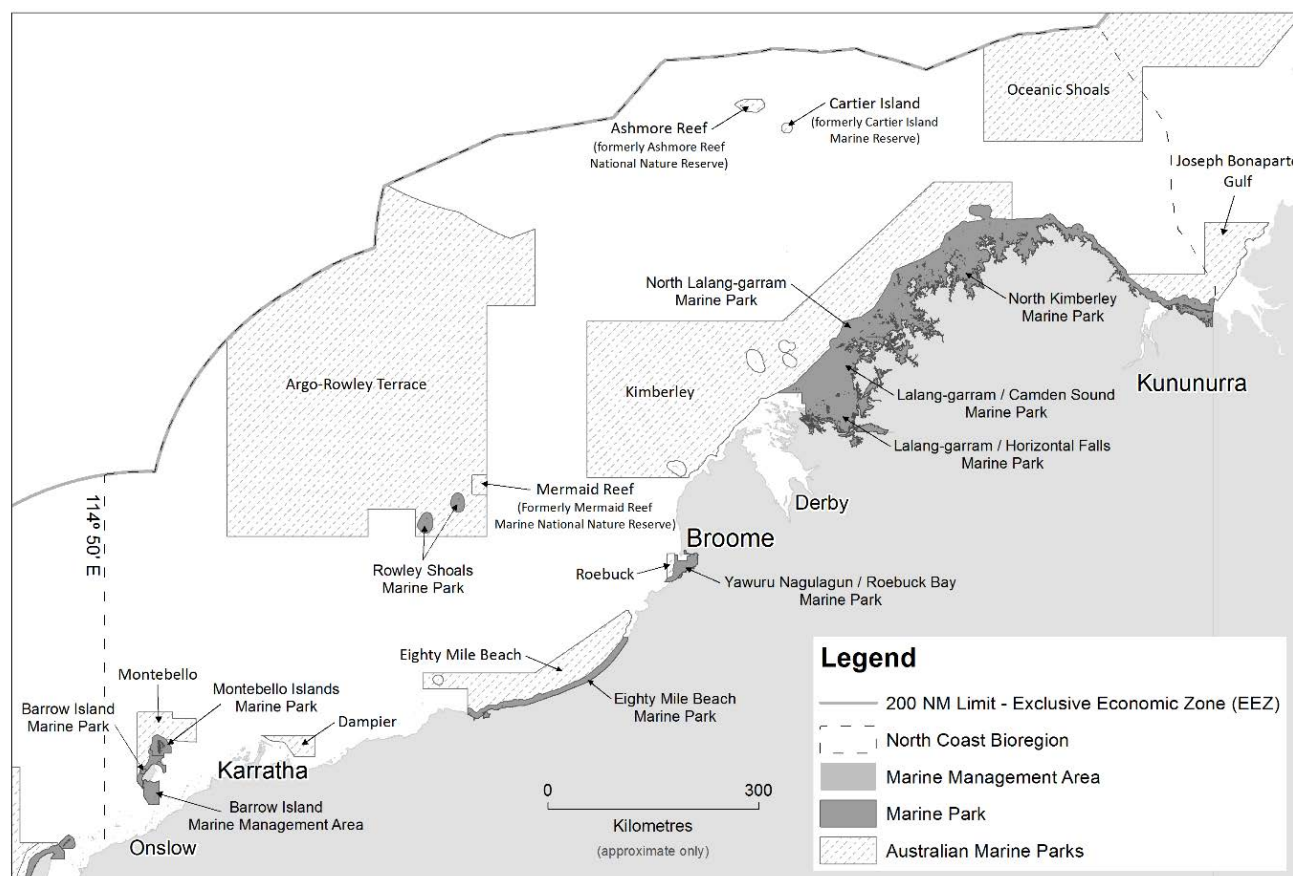 Oceanic Shoals
Cartier Island
(formerly Cartier Island
Marine Reserve)
Ashmore Reef
(formerly Ashmore Reef
National Nature Reserve)
Joseph Bonaparte
Gulf
North Lalang-garram
Marine Park
North Kimberley
Marine Park
Argo-Rowley Terrace
Kimberley
Kununurra
Lalang-garram / Camden Sound
Marine Park
Lalang-garram / Horizontal Falls
Marine Park
Mermaid Reef
(Formerly Mermaid Reef
Marine National Nature Reserve)
114° 50' E
Derby
Broome
Rowley Shoals
Marine Park
Roebuck
Yawuru Nagulagun / Roebuck Bay
Marine Park
Eighty Mile Beach
Eighty Mile Beach
Marine Park
Montebello
Montebello Islands
Marine Park
Barrow Island
Marine Park
Dampier
Karratha
Barrow Island
Marine Management Area
Onslow
0 300
Kilometres
(approximate only)
Legend
200 NM Limit - Exclusive Economic Zone (EEZ)
North Coast Bioregion
Marine Management Area
Marine Park
Australian Marine Parks